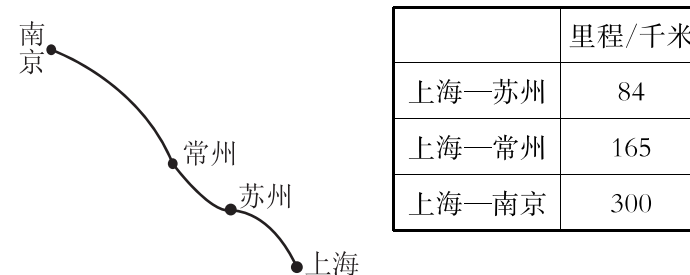 南京
常州
苏州
上海
里程/千米
上海—苏州 84
上海—常州 165
上海—南京 300